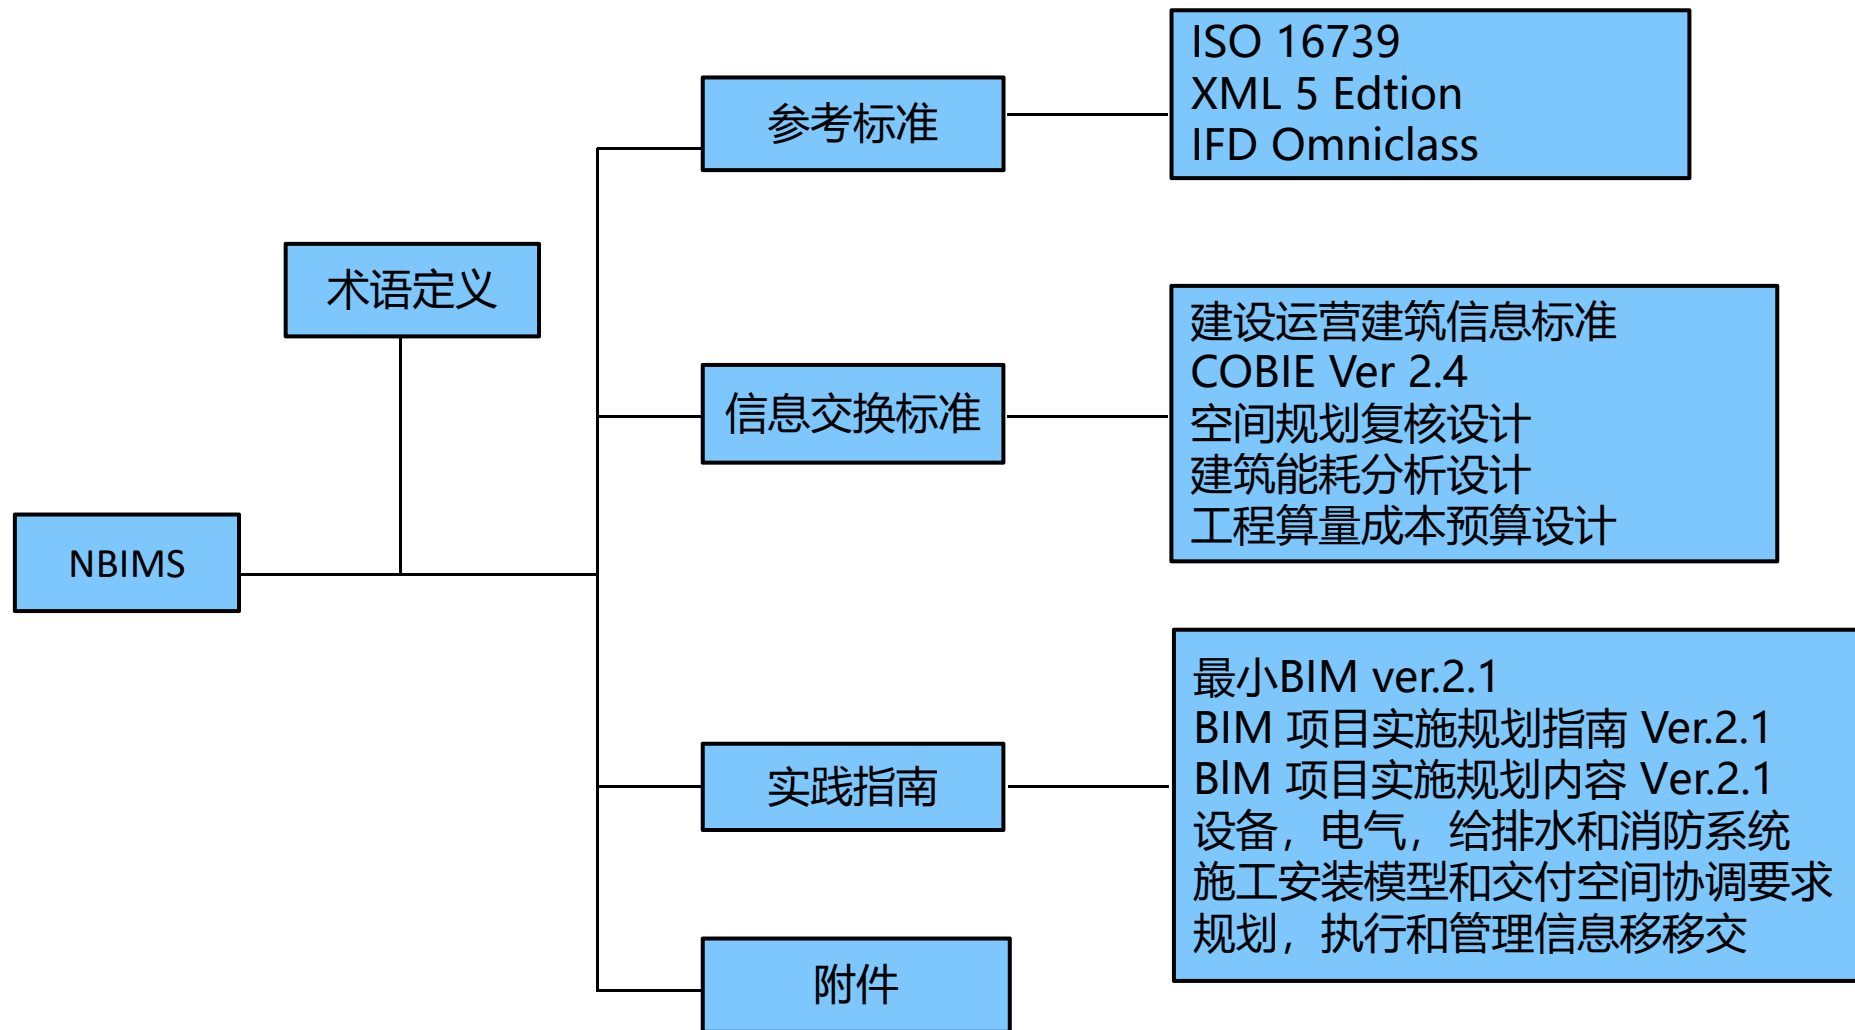 ISO 16739
XML 5 Edtion
IFD Omniclass
参考标准
术语定义
建设运营建筑信息标准
COBIE Ver 2.4
空间规划复核设计
建筑能耗分析设计
工程算量成本预算设计
信息交换标准
NBIMS
最小BIM ver.2.1
BIM 项目实施规划指南 Ver.2.1
BlM 项目实施规划内容 Ver.2.1
设备，电气，给排水和消防系统
施工安装模型和交付空间协调要求
规划，执行和管理信息移移交
实践指南
附件